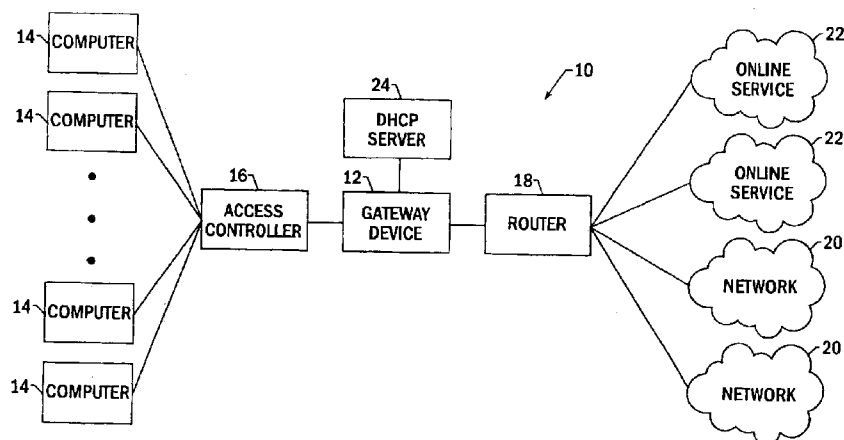 14
COMPUTER
14
COMPUTER
14
COMPUTER
14
COMPUTER
16
ACCESS
CONTROLLER
24
DHCP
SERVER
12
GATEWAY
DEVICE
10
18
ROUTER
22
ONLINE
SERVICE
22
ONLINE
SERVICE
20
NETWORK
20
NETWORK